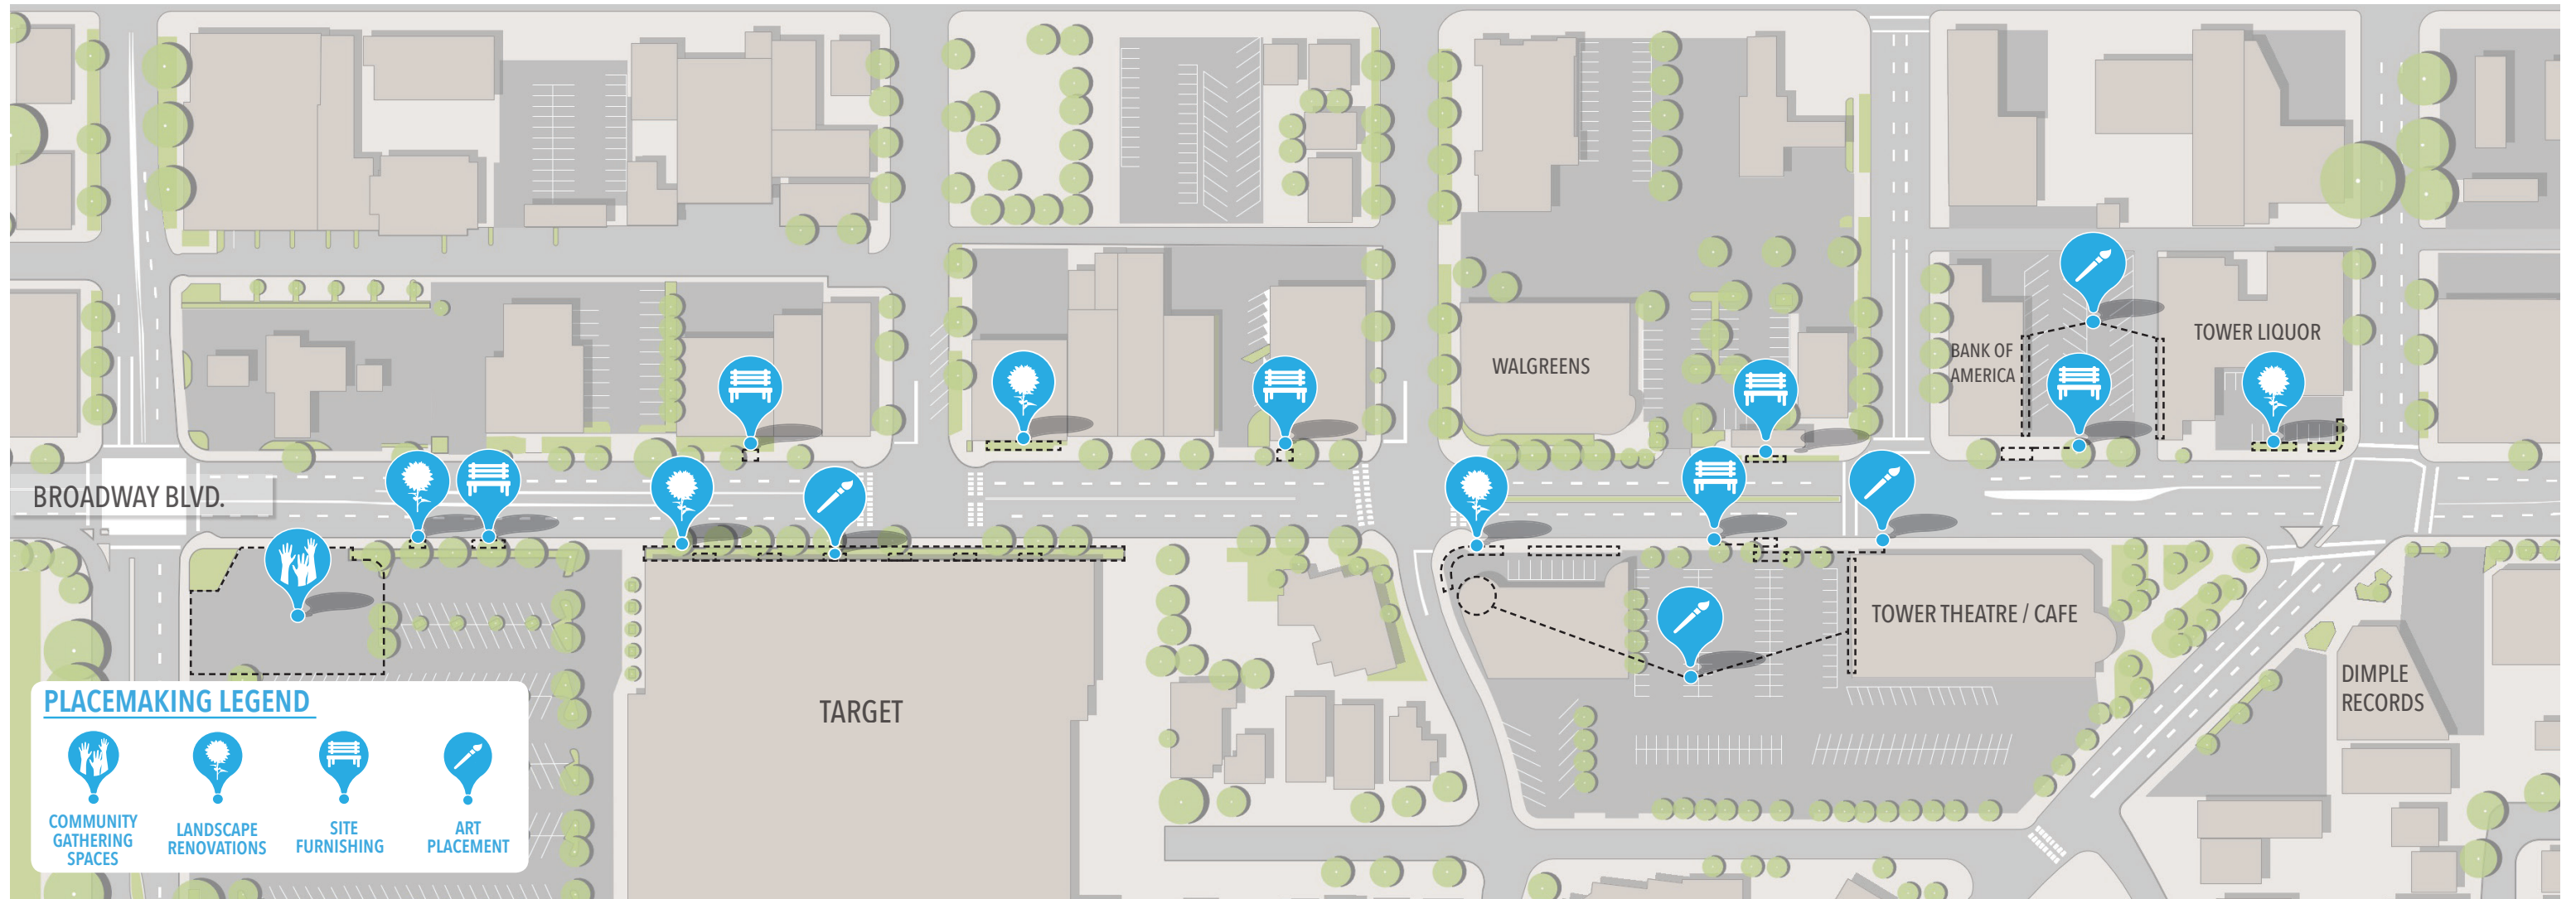 BROADWAY BLVD.
WALGREENS
BANK OF
AMERICA
TOWER LIQUOR
TARGET
TOWER THEATRE / CAFE
DIMPLE
RECORDS
PLACEMAKING LEGEND
COMMUNITY
GATHERING
SPACES
LANDSCAPE
RENOVATIONS
SITE
FURNISHING
ART
PLACEMENT